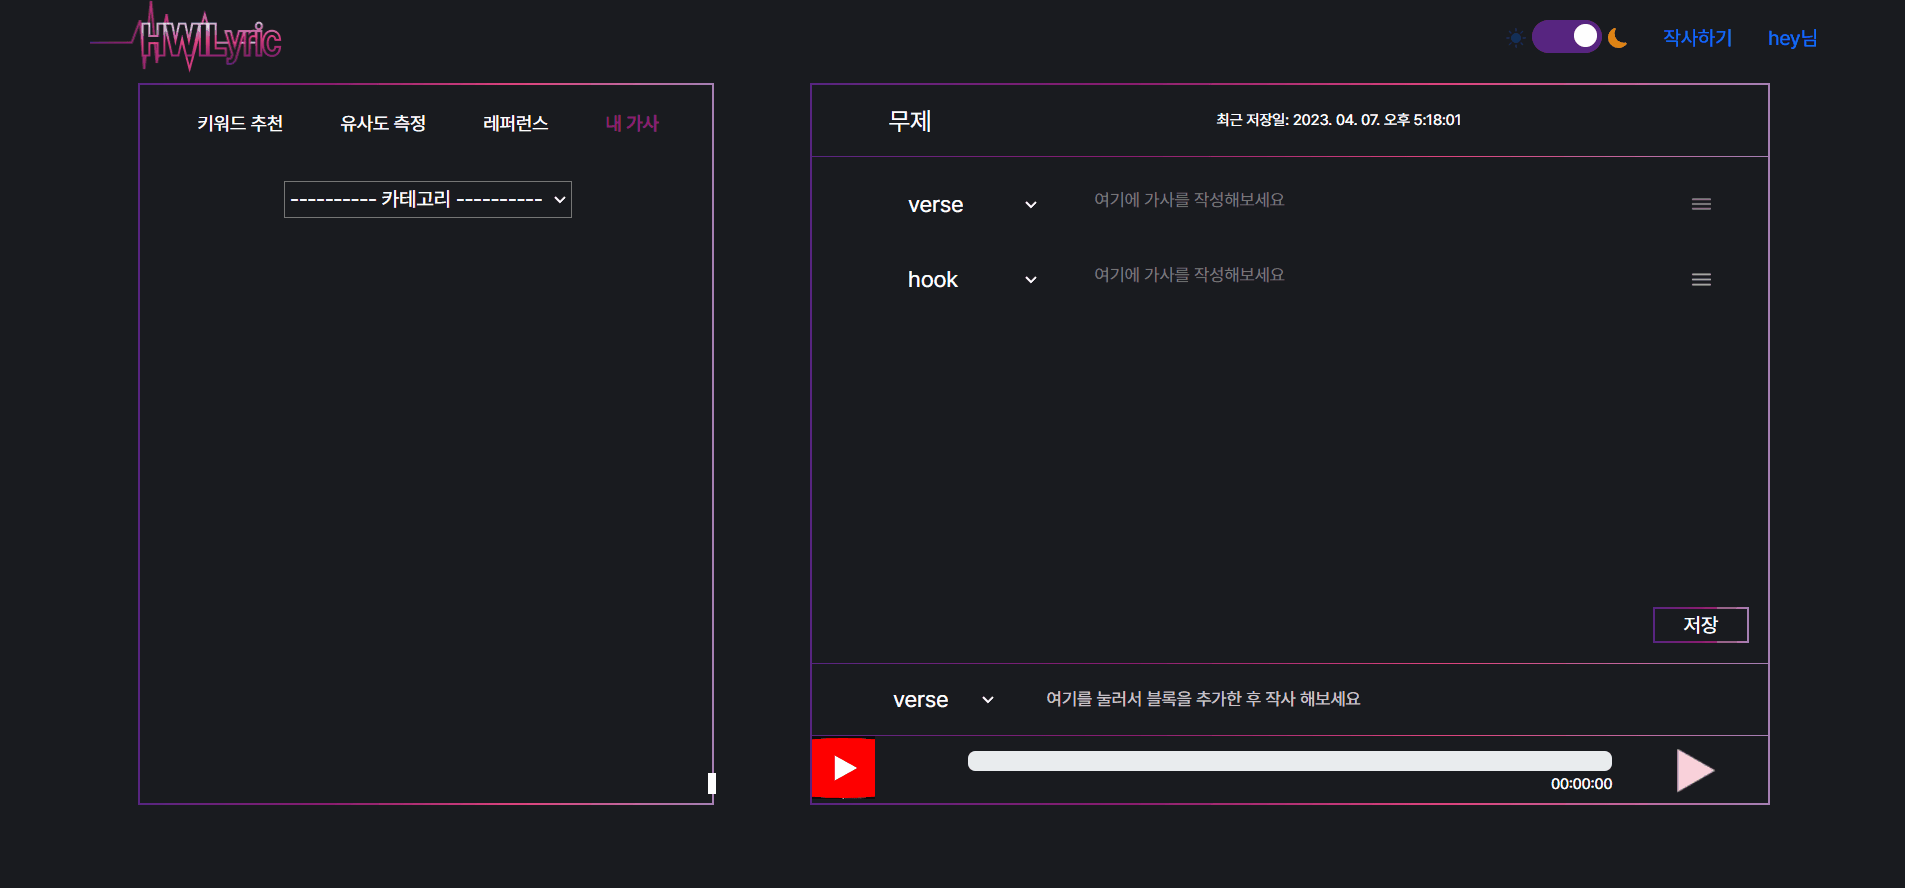 HWILyric
작사하기 hey님
키워드 추천 유사도 측정 레퍼런스 내 가사
---------- 카테고리 ----------
무제 최근 저장일: 2023. 04. 07. 오후 5:18:01
verse 여기에 가사를 작성해보세요
hook 여기에 가사를 작성해보세요
저장
verse 여기를 눌러서 블록을 추가한 후 작사 해보세요
00:00:00